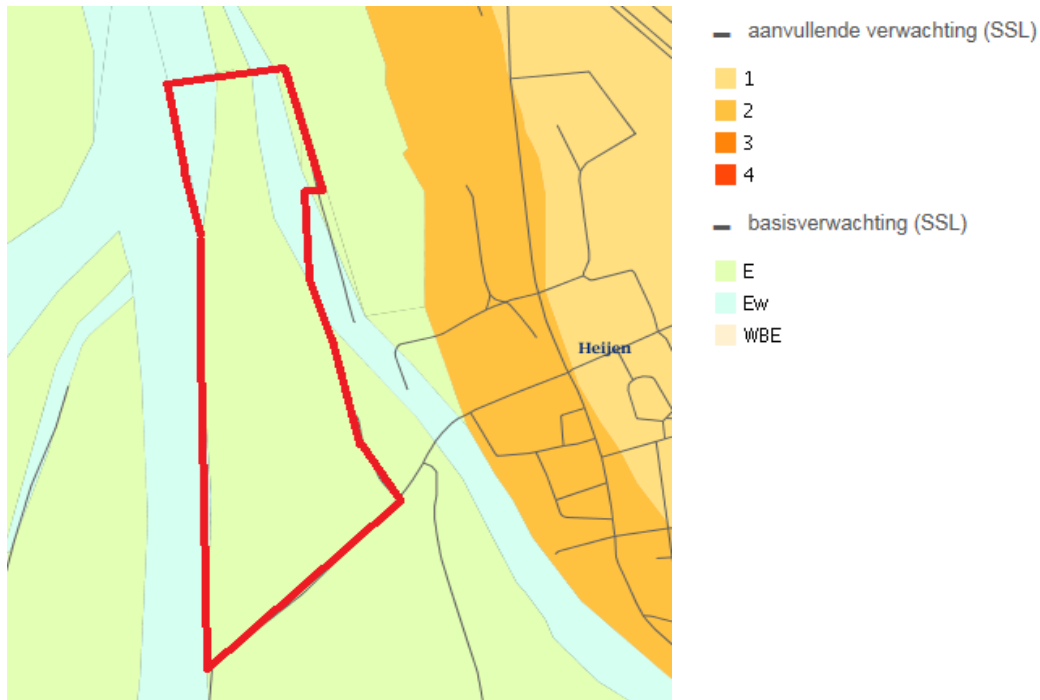 aanvullende verwachting (SSL)
1
2
3
4
basisverwachting (SSL)
E
Ew
WBE
Heijen